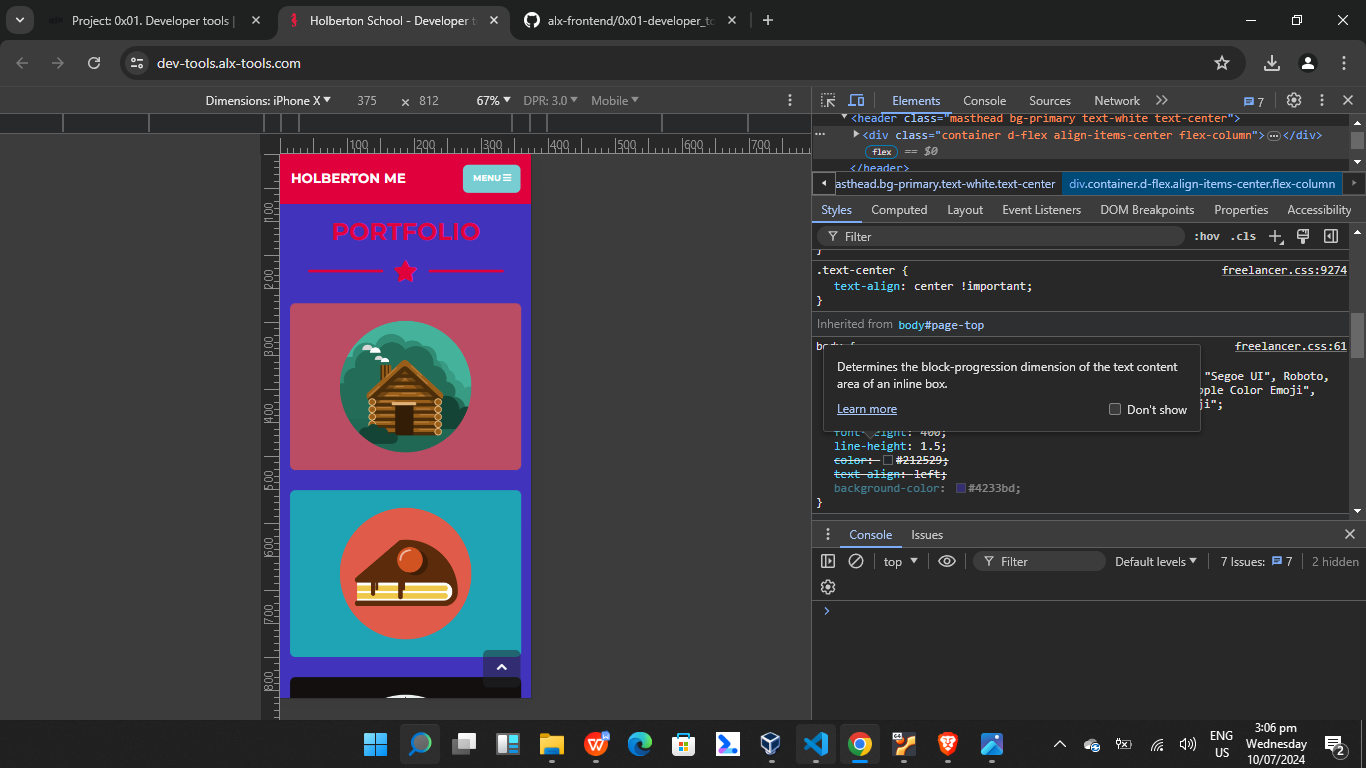 Project: 0x01. Developer tools |
Holberton School - Developer t
alx-frontend/0x01-developer_to
dev-tools.alx-tools.com
Dimensions: iPhone X 375 × 812 67% DPR: 3.0 Mobile
Elements Console Sources Network 7
<header class="masthead bg-primary text-white text-center">
<div class="container d-flex align-items-center flex-column"> </div>
flex == $0
</header>
asthead.bg-primary.text-white.text-center div.container.d-flex.align-items-center.flex-column
Styles Computed Layout Event Listeners DOM Breakpoints Properties Accessibility
Filter :hov .cls
}
.text-center { freelancer.css:9274
text-align: center !important;
}
Inherited from body#page-top
freelancer.css:61
Determines the block-progression dimension of the text content
area of an inline box.
Learn more Don't show
"Segoe UI", Roboto,
pple Color Emoji",
ji";
400;
line-height: 1.5;
color: #212529;
text-align: left;
background-color: #4233bd;
}
Console Issues
top Filter Default levels 7 Issues: 7 2 hidden
100 200 300 400 500 600 700
100
200
300
400
500
600
700
800
HOLBERTON ME MENU
PORTFOLIO
ENG
US
3:06 pm
Wednesday
10/07/2024
2